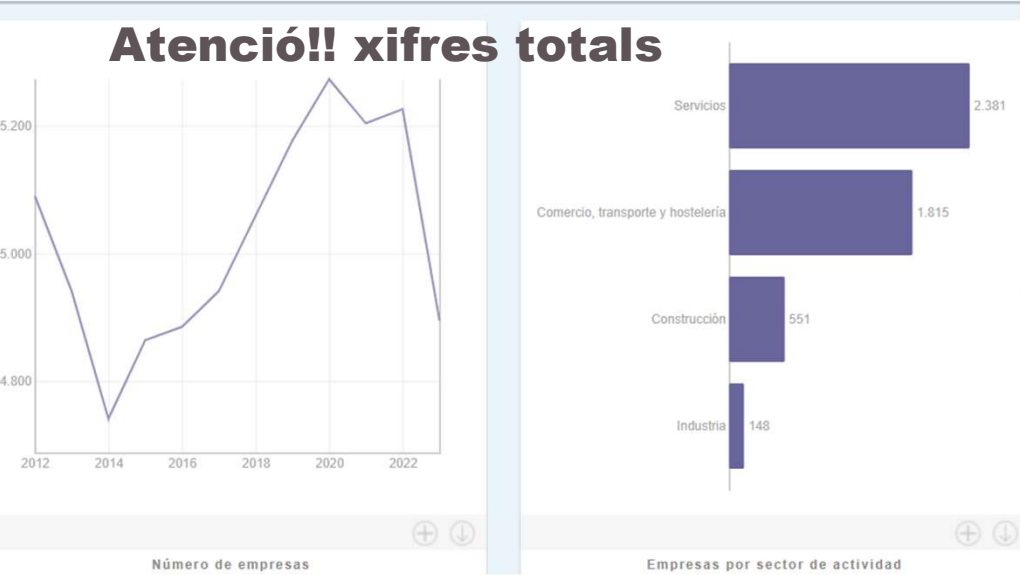 Atenció!! xifres totals
5.200
5.000
4.800
2012 2014 2016 2018 2020 2022
Número de empresas
Servicios 2.381
Comercio, transporte y hostelería 1.815
Construcción 551
Industria 148
Empresas por sector de actividad